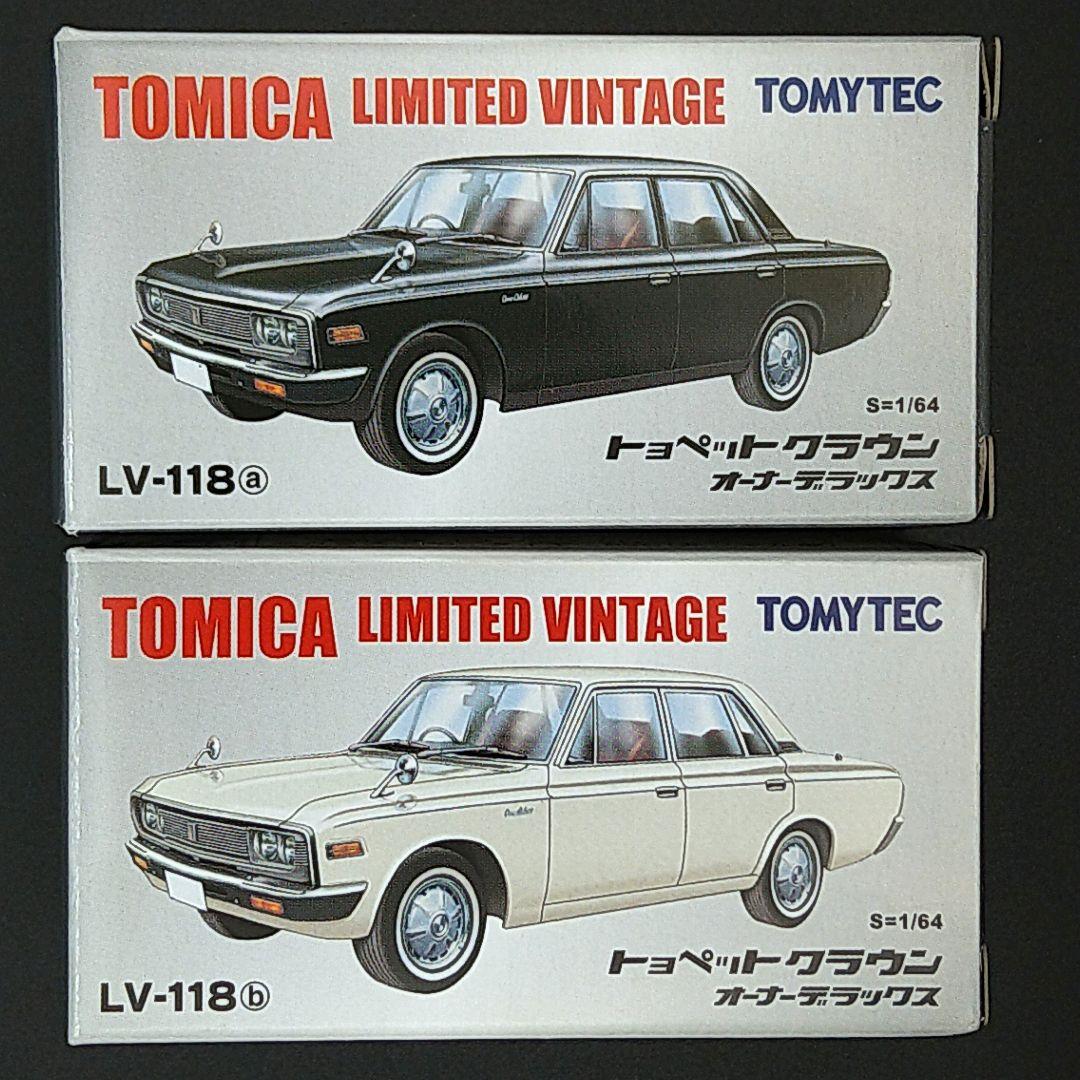 TOMICA LIMITED VINTAGE TOMYTEC
S=1/64
トヨペットクラウン
LV-118ⓐ オーナーデラックス
TOMICA LIMITED VINTAGE TOMYTEC
S=1/64
トヨペットクラウン
LV-118ⓑ オーナーデラックス